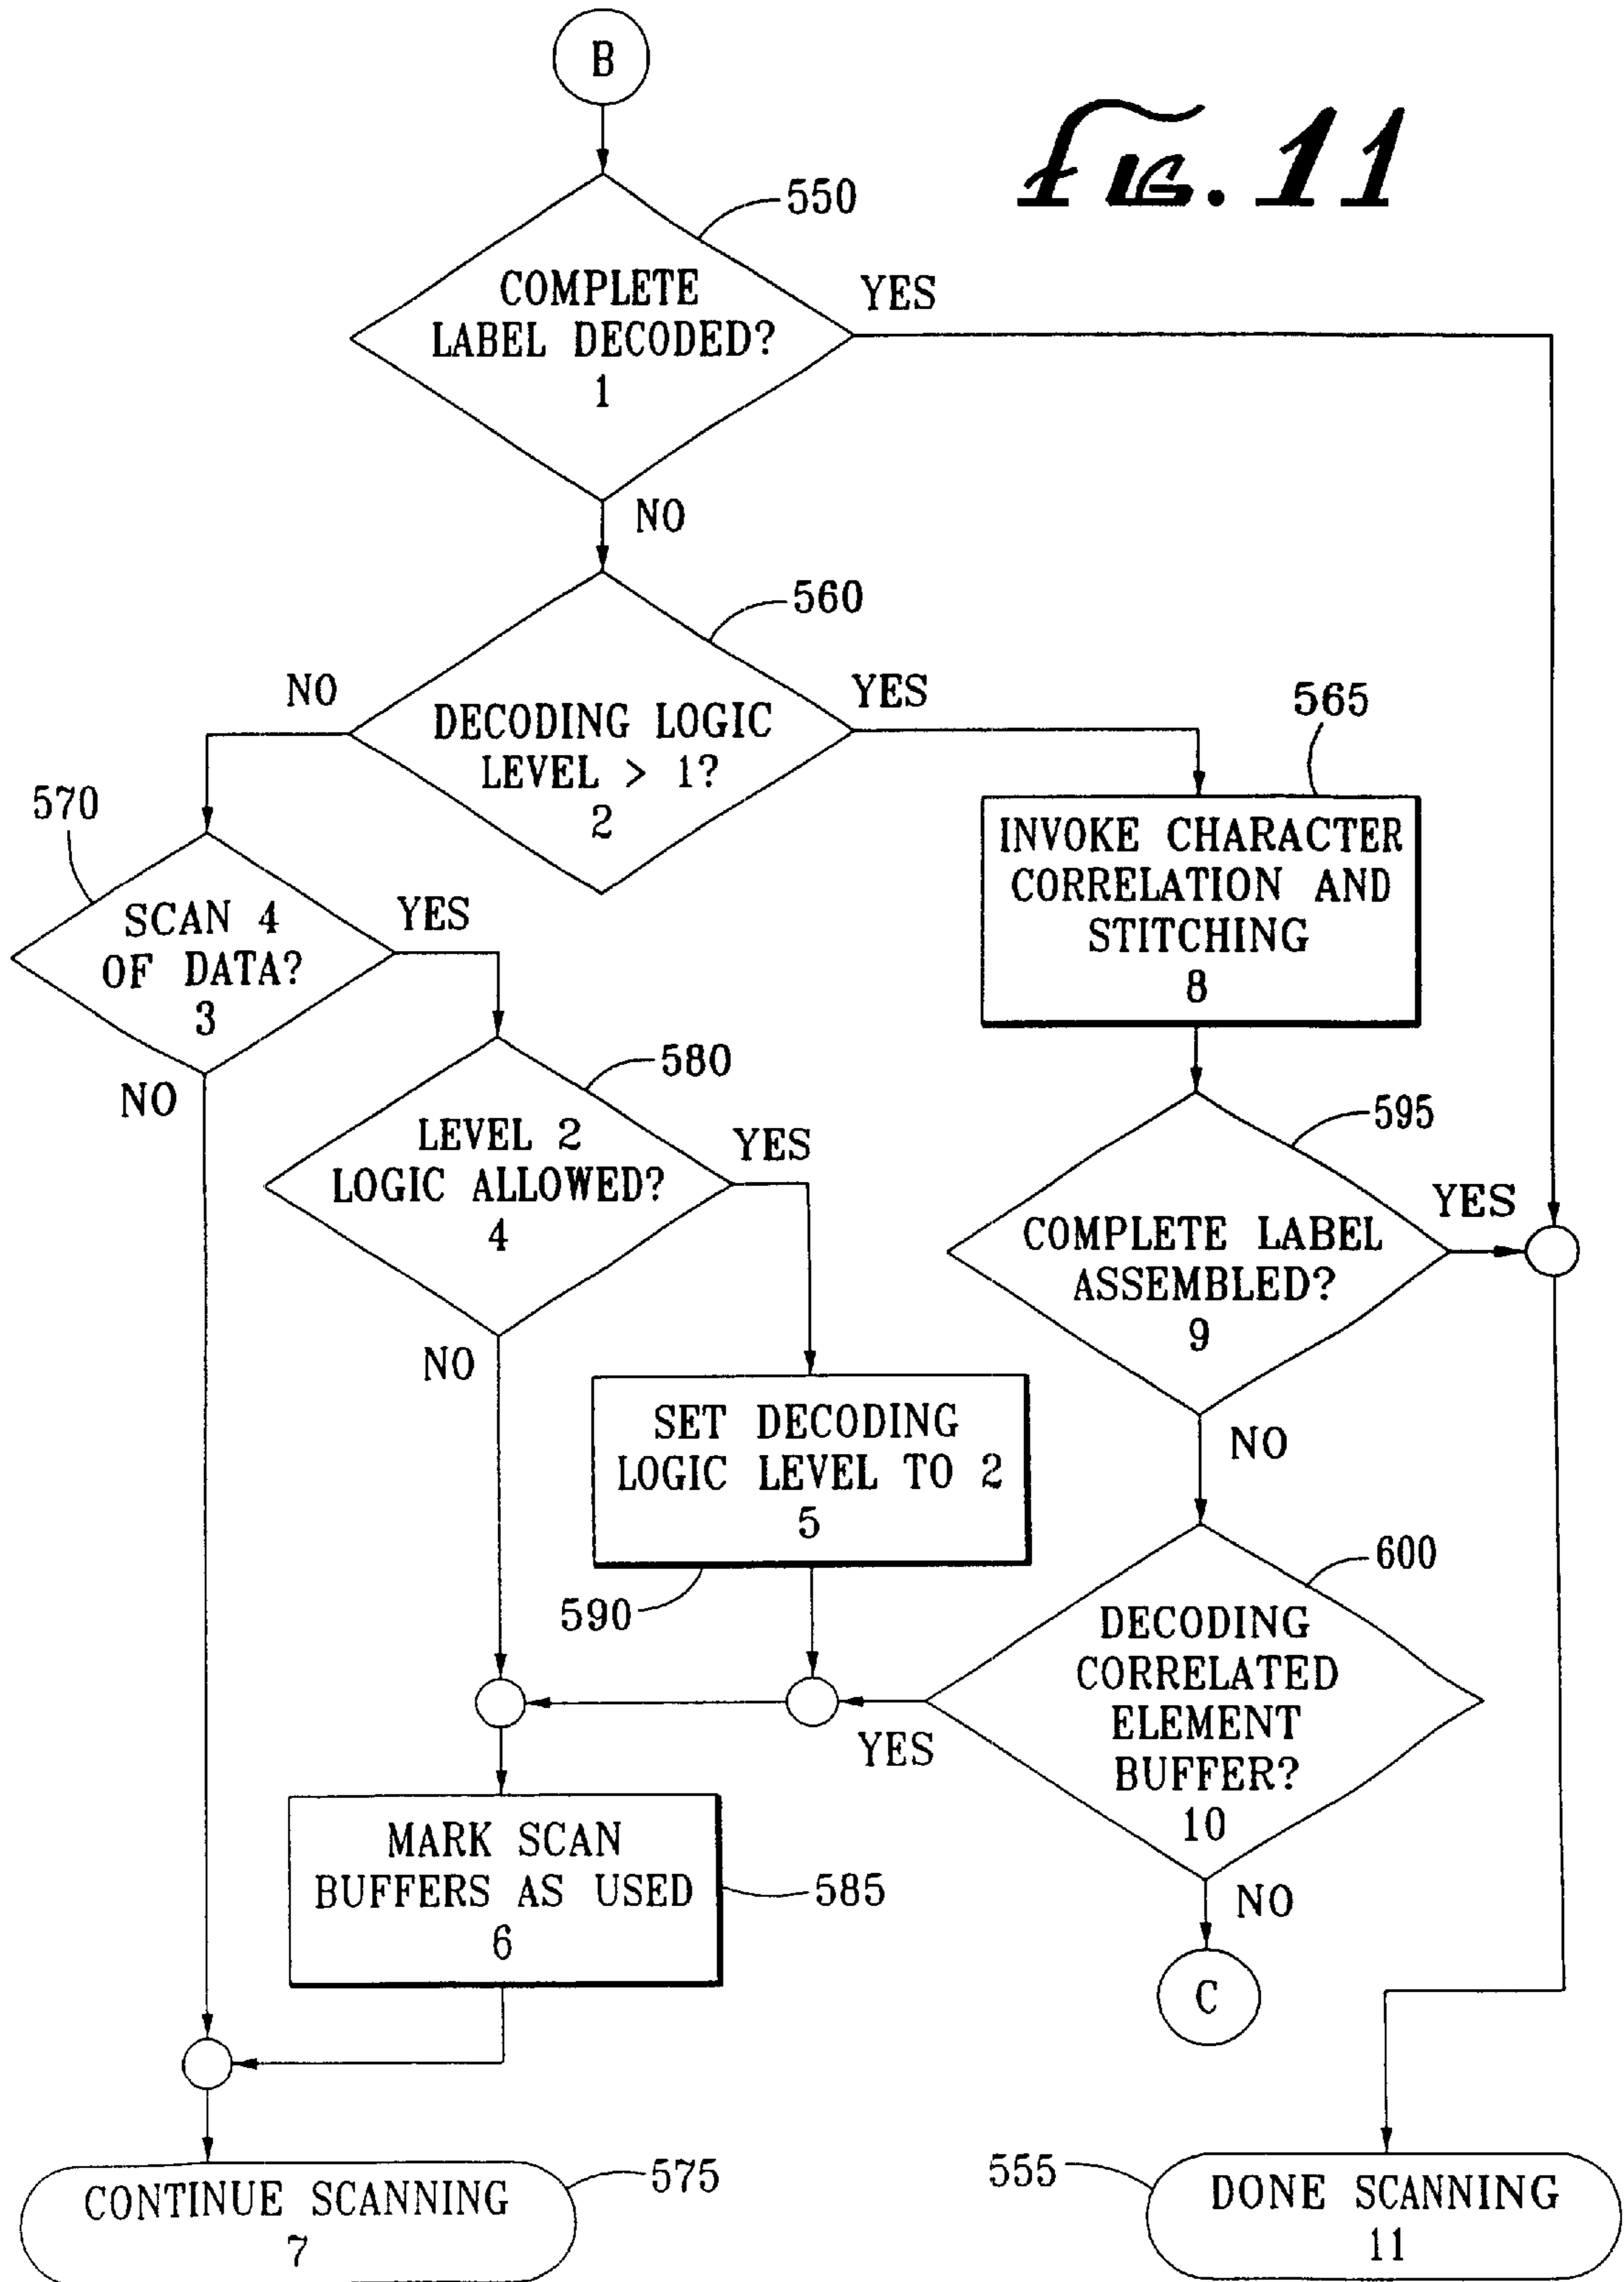 B
FIG. 11
550
COMPLETE
LABEL DECODED?
1
YES
NO
560
DECODING LOGIC
LEVEL > 1?
2
NO
YES
565
INVOKE CHARACTER
CORRELATION AND
STITCHING
8
570
SCAN 4
OF DATA?
3
YES
NO
580
LEVEL 2
LOGIC ALLOWED?
4
YES
NO
595
COMPLETE LABEL
ASSEMBLED?
9
YES
NO
SET DECODING
LOGIC LEVEL TO 2
5
590
600
DECODING
CORRELATED
ELEMENT
BUFFER?
10
YES
NO
C
MARK SCAN
BUFFERS AS USED
6
585
CONTINUE SCANNING
7
575
555
DONE SCANNING
11